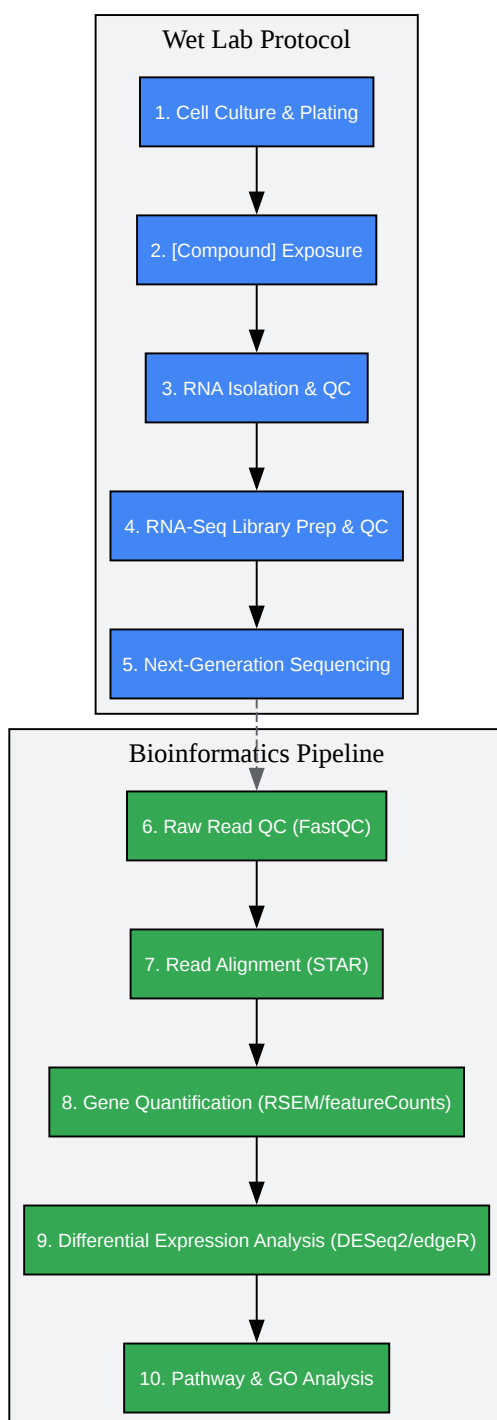 Wet Lab Protocol
1. Cell Culture & Plating
2. [Compound] Exposure
3. RNA Isolation & QC
4. RNA-Seq Library Prep & QC
5. Next-Generation Sequencing
Bioinformatics Pipeline
6. Raw Read QC (FastQC)
7. Read Alignment (STAR)
8. Gene Quantification (RSEM/featureCounts)
9. Differential Expression Analysis (DESeq2/edgeR)
10. Pathway & GO Analysis